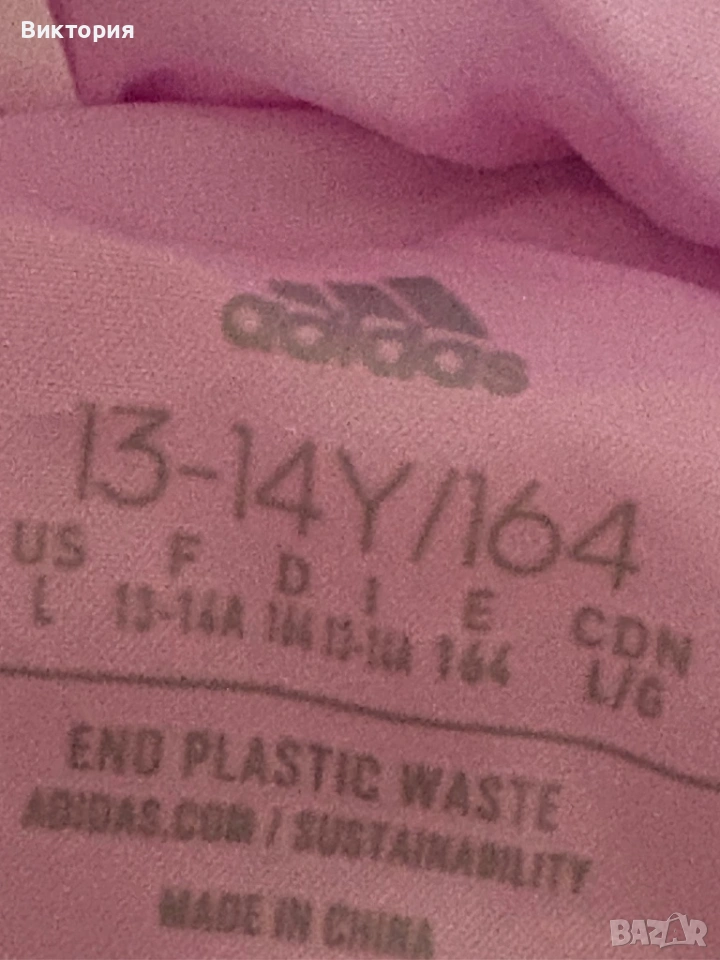 Виктория
adidas
13-14Y/164
US F D I E CDN
L 13-14A 164 13-14A 164 L/G
END PLASTIC WASTE
ADIDAS.COM / SUSTAINABILITY
MADE IN CHINA
BAZAR